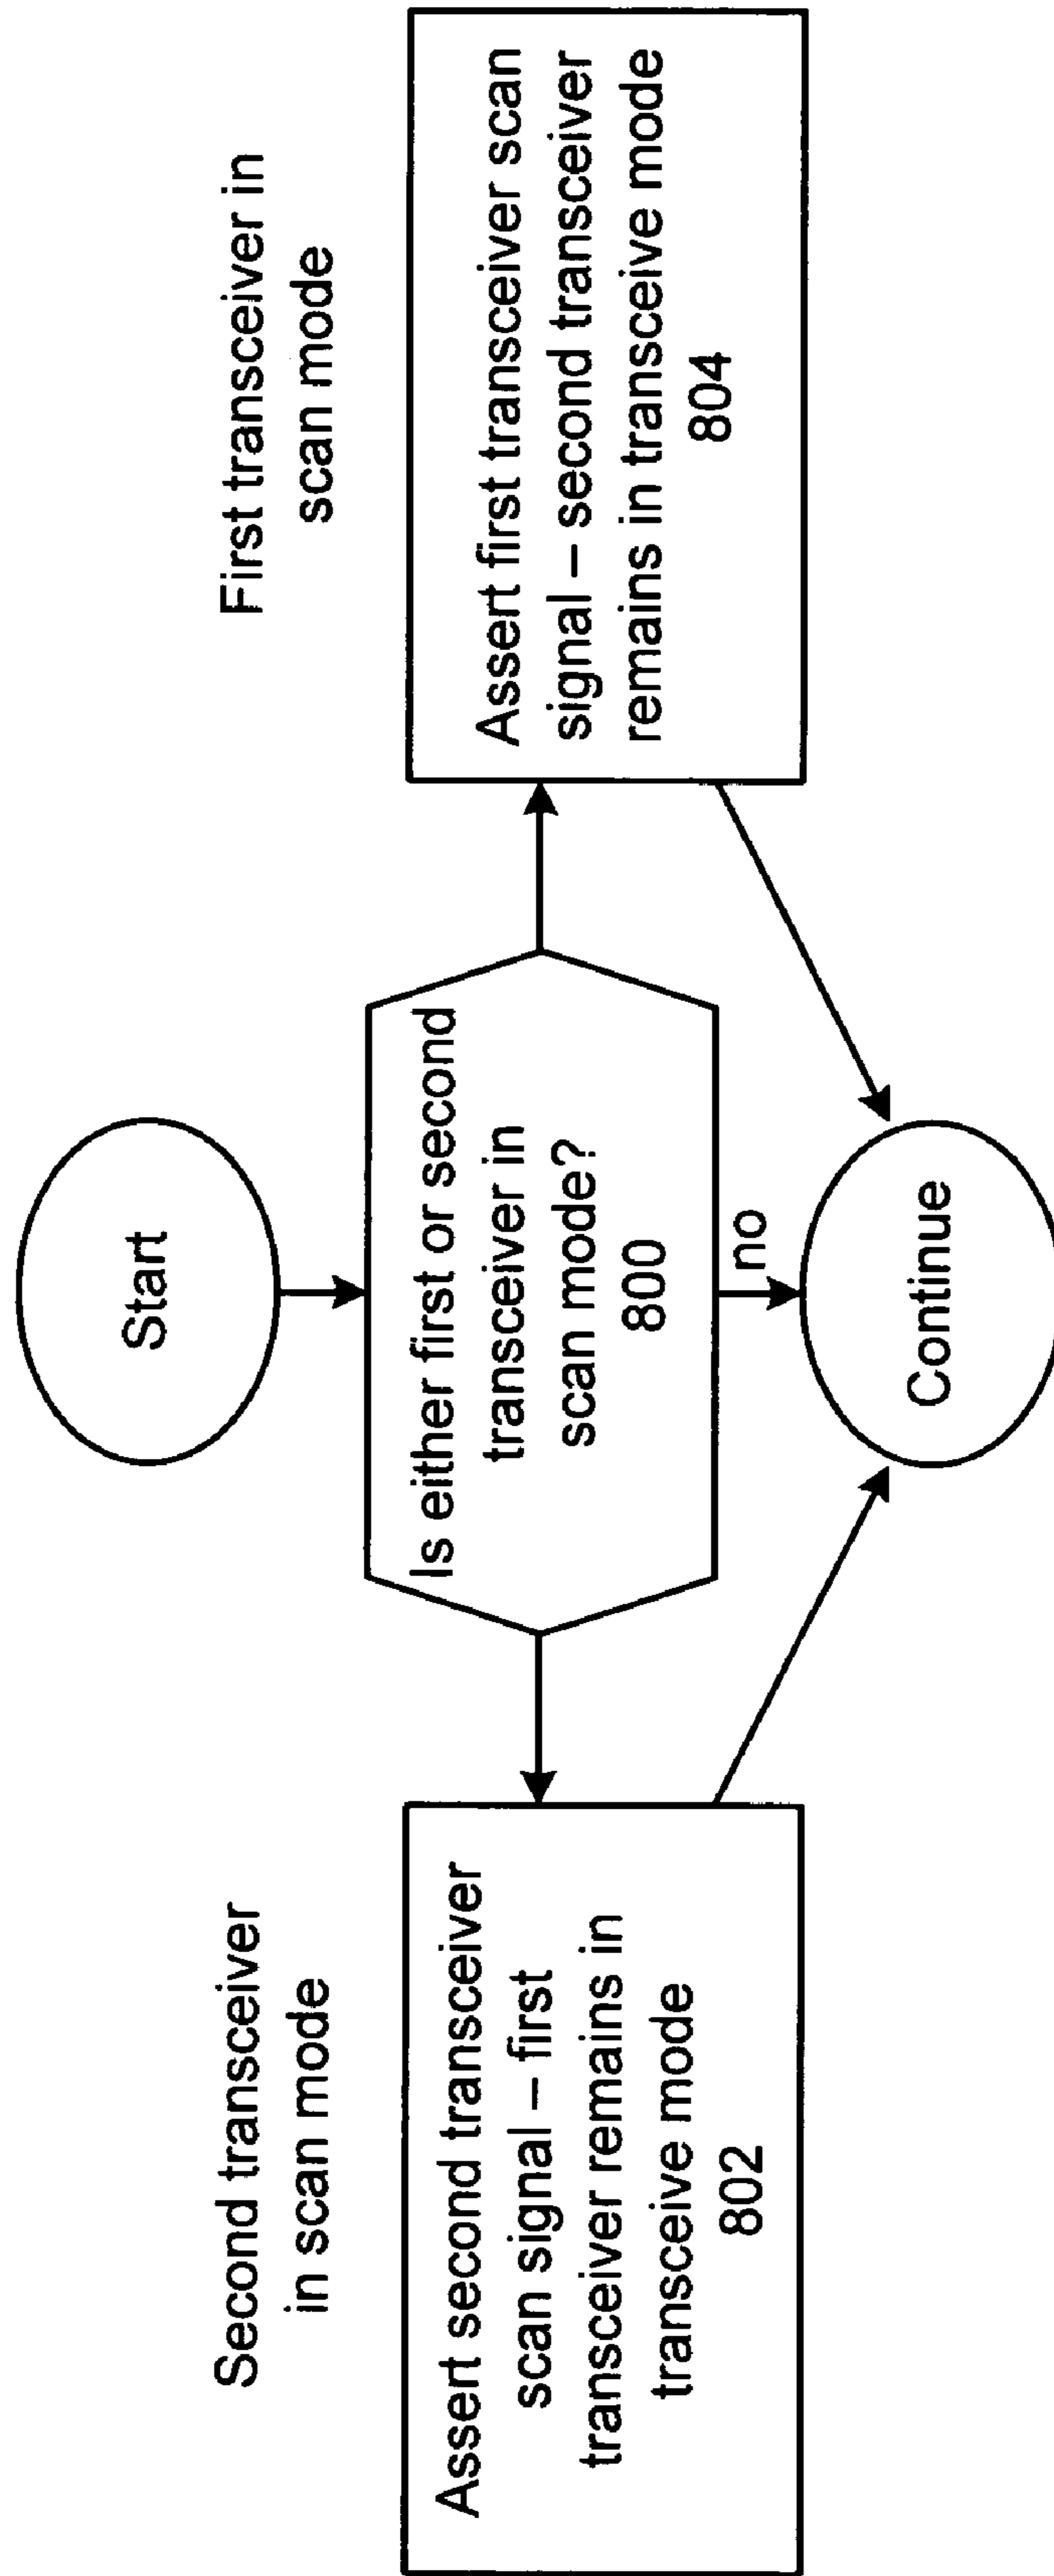 Start
Second transceiver
in scan mode
First transceiver in
scan mode
Is either first or second
transceiver in
scan mode?
800
Assert second transceiver
scan signal – first
transceiver remains in
transceive mode
802
Assert first transceiver scan
signal – second transceiver
remains in transceive mode
804
no
Continue